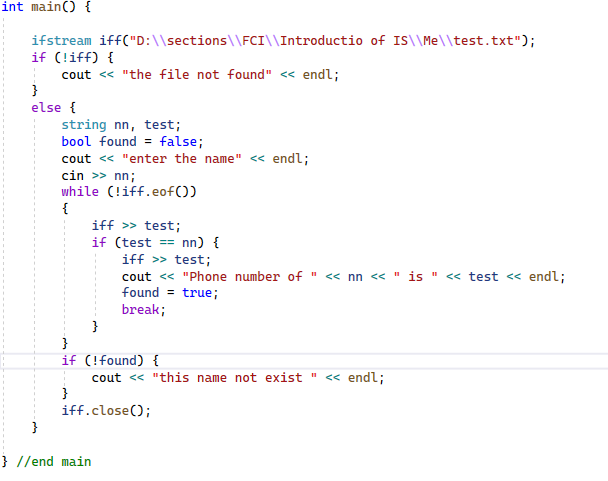 int main() {
ifstream iff("D:\\sections\\FCI\\Introductio of IS\\Me\\test.txt");
if (!iff) {
cout << "the file not found" << endl;
}
else {
string nn, test;
bool found = false;
cout << "enter the name" << endl;
cin >> nn;
while (!iff.eof())
{
iff >> test;
if (test == nn) {
iff >> test;
cout << "Phone number of " << nn << " is " << test << endl;
found = true;
break;
}
}
if (!found) {
cout << "this name not exist " << endl;
}
iff.close();
}
} //end main